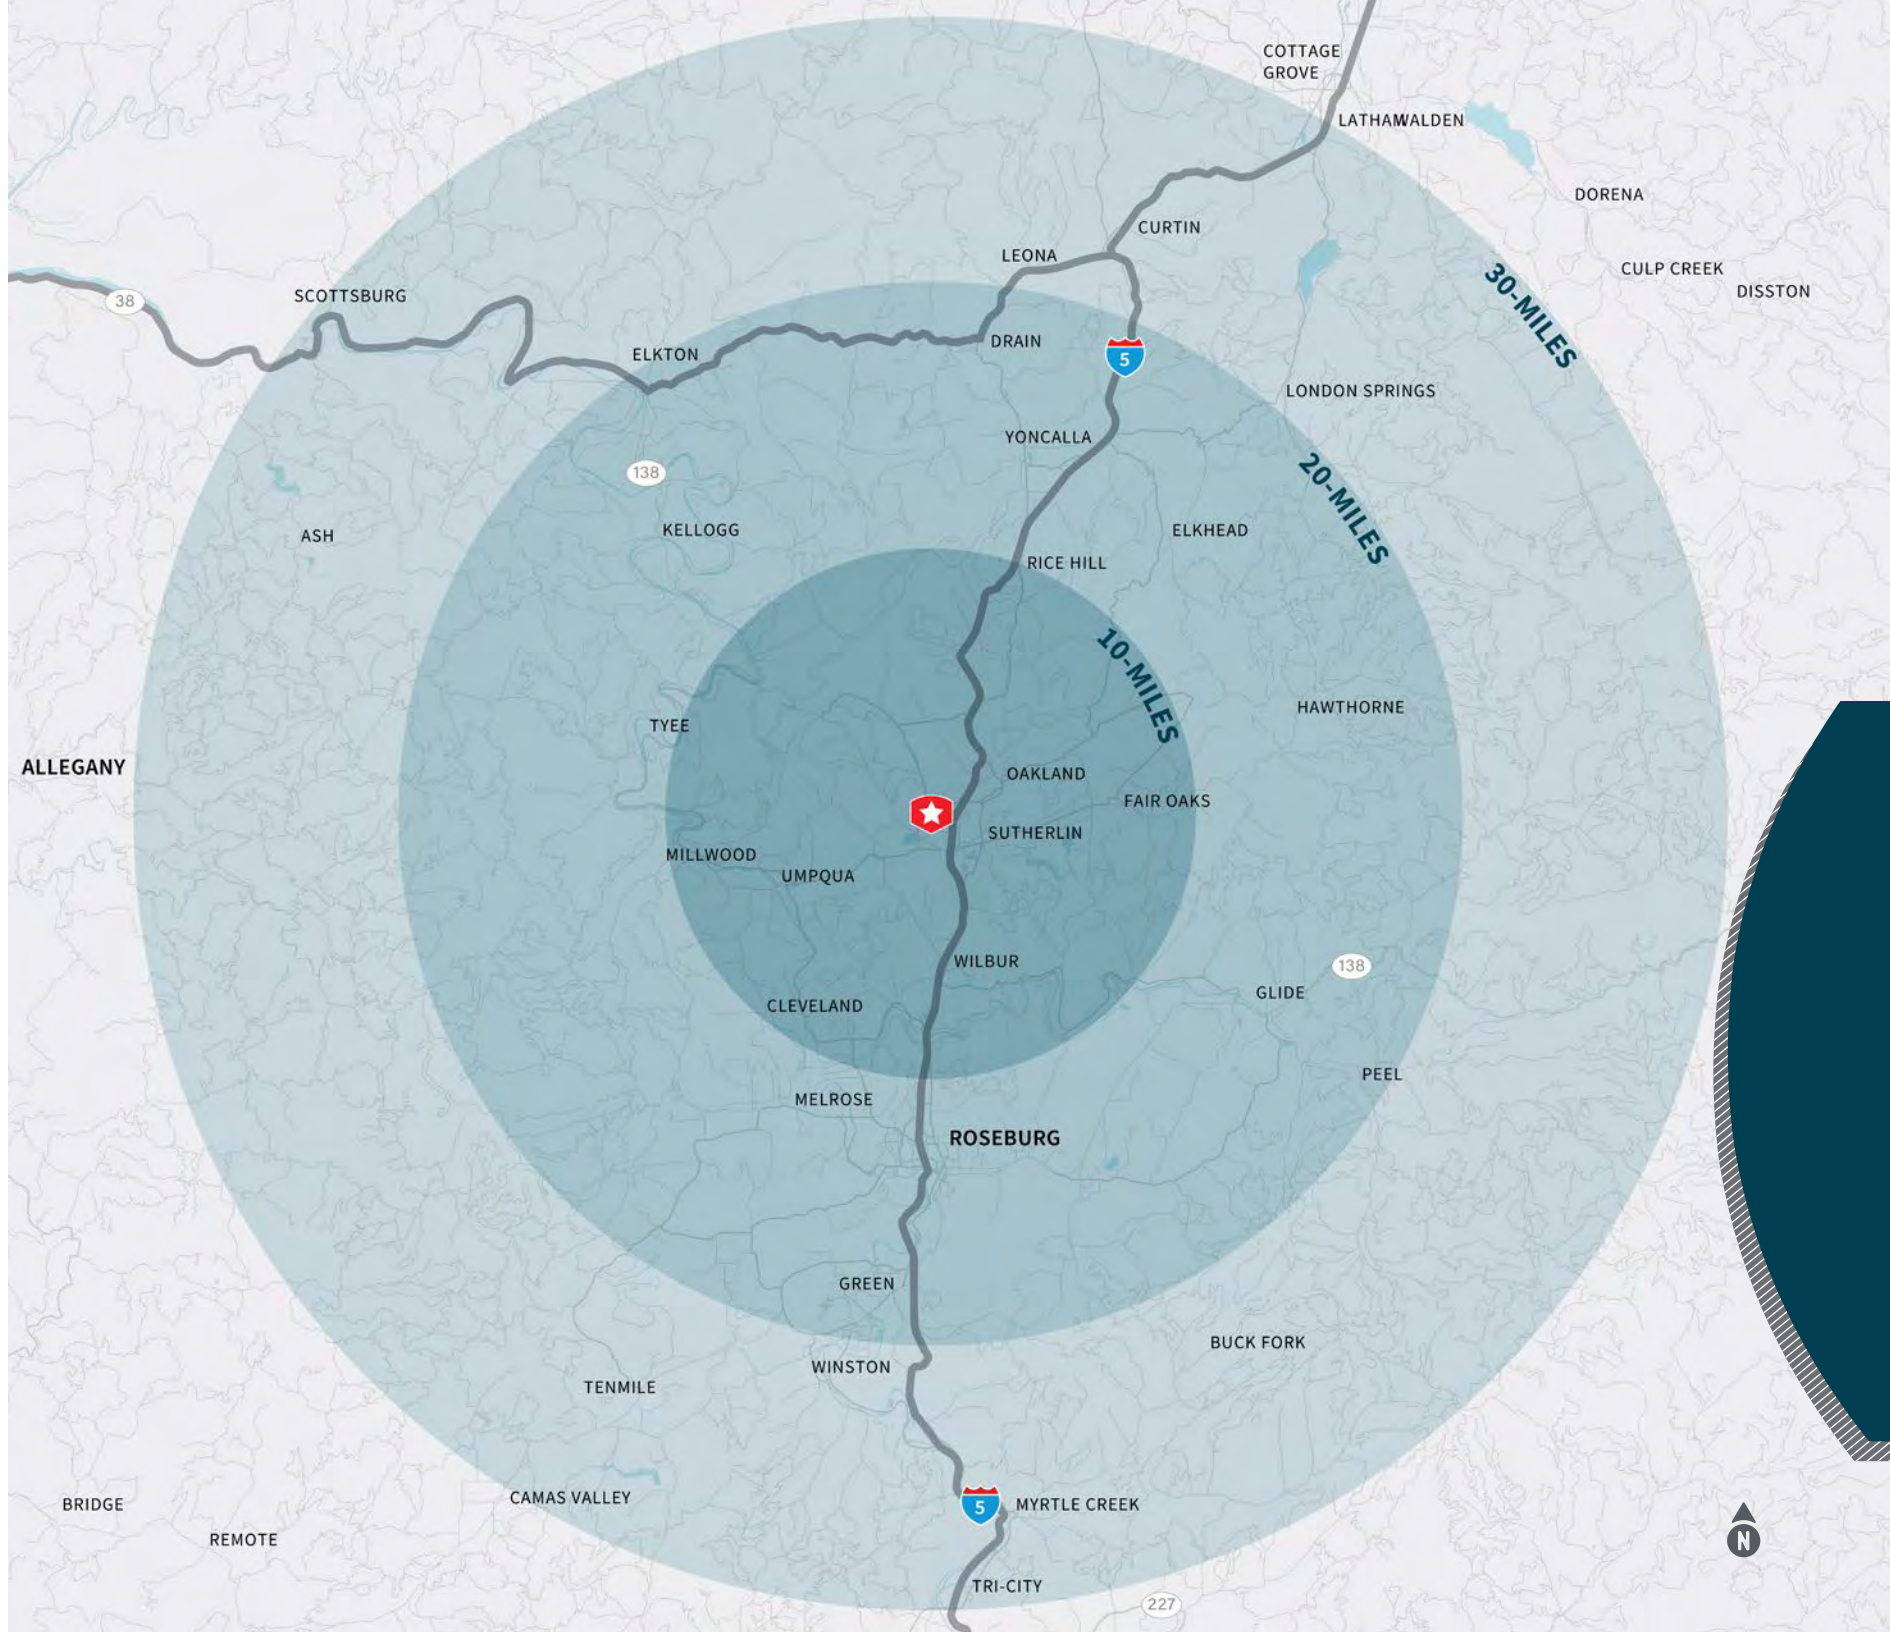 COTTAGE
GROVE
LATHAM
WALDEN
DORENA
CURTIN
LEONA
CULP CREEK
DISSTON
30-MILES
SCOTTSBURG
38
DRAIN
ELKTON
5
LONDON SPRINGS
YONCALLA
138
20-MILES
KELLOGG
ELKHEAD
ASH
RICE HILL
10-MILES
HAWTHORNE
TYEE
ALLEGANY
OAKLAND
FAIR OAKS
SUTHERLIN
MILLWOOD
UMPQUA
WILBUR
138
GLIDE
CLEVELAND
PEEL
MELROSE
ROSEBURG
GREEN
BUCK FORK
WINSTON
TENMILE
CAMAS VALLEY
BRIDGE
5
MYRTLE CREEK
REMOTE
N
TRI-CITY
227